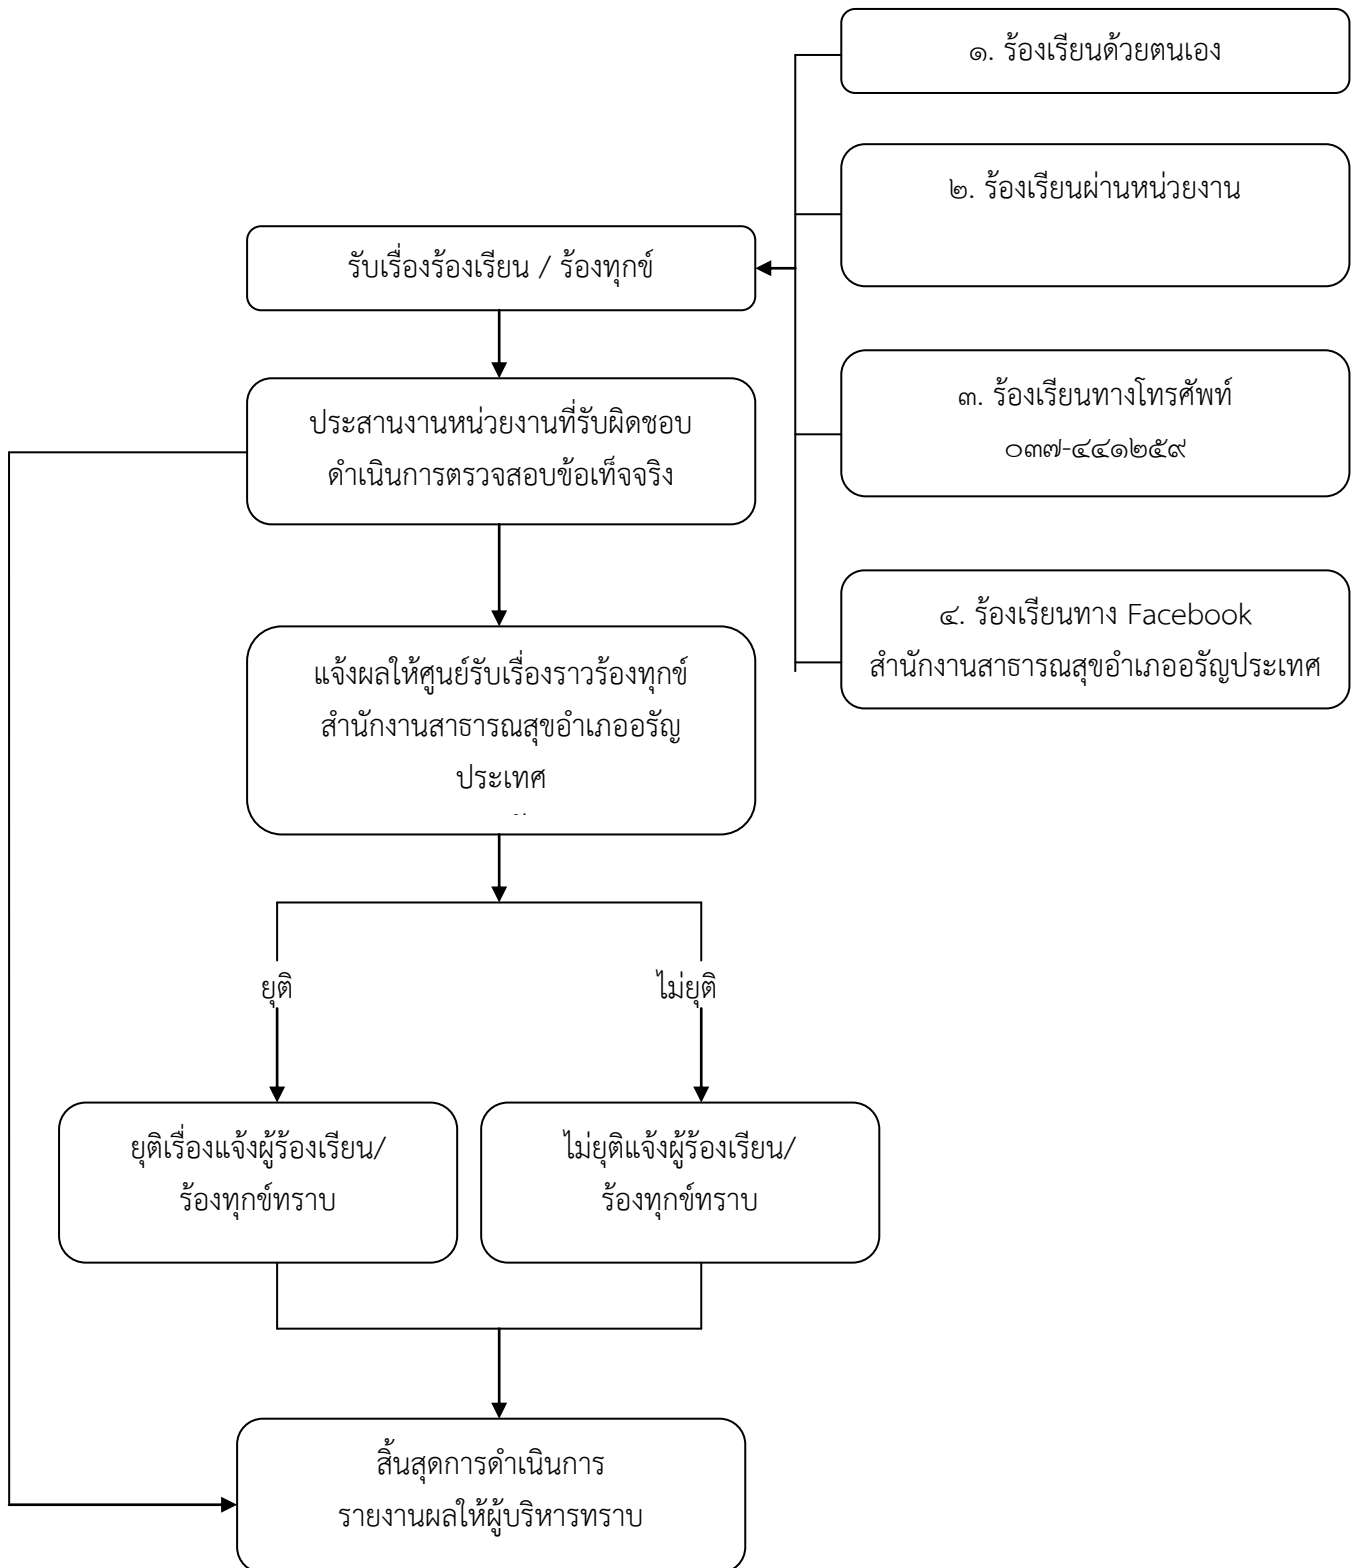 ๑. ร้องเรียนด้วยตนเอง
๒. ร้องเรียนผ่านหน่วยงาน
รับเรื่องร้องเรียน / ร้องทุกข์
๓. ร้องเรียนทางโทรศัพท์
๐๓๗-๔๔๑๒๕๙
ประสานงานหน่วยงานที่รับผิดชอบ
ดำเนินการตรวจสอบข้อเท็จจริง
๔. ร้องเรียนทาง Facebook
สำนักงานสาธารณสุขอำเภออรัญประเทศ
แจ้งผลให้ศูนย์รับเรื่องราวร้องทุกข์
สำนักงานสาธารณสุขอำเภออรัญ
ประเทศ
ยุติ
ไม่ยุติ
ยุติเรื่องแจ้งผู้ร้องเรียน/
ร้องทุกข์ทราบ
ไม่ยุติแจ้งผู้ร้องเรียน/
ร้องทุกข์ทราบ
สิ้นสุดการดำเนินการ
รายงานผลให้ผู้บริหารทราบ